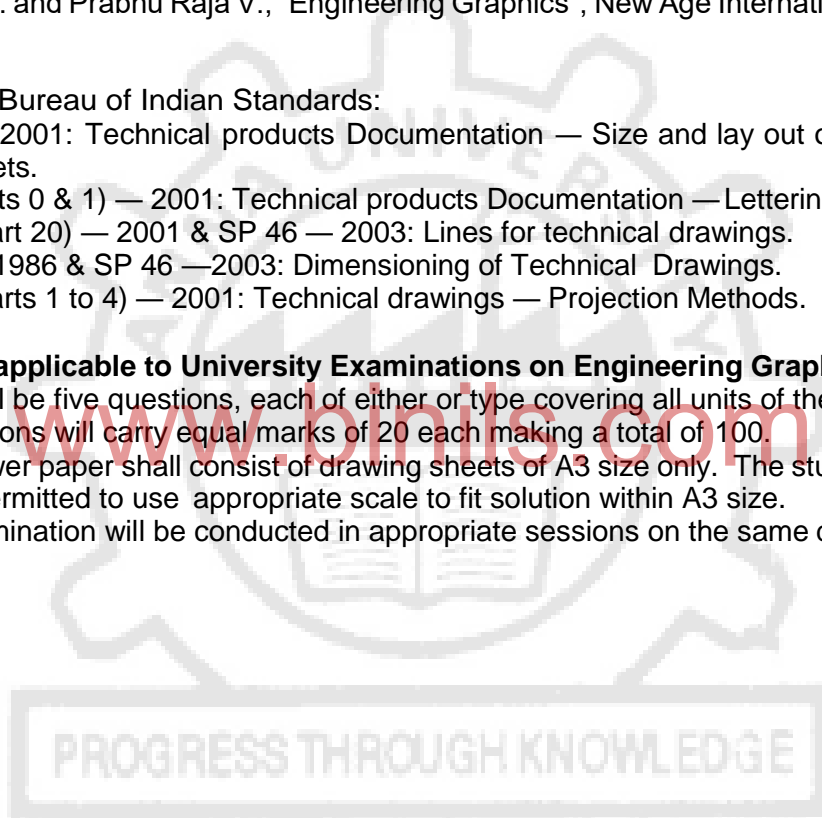 . and Prabhu Raja V., "Engineering Graphics", New Age Internati
Bureau of Indian Standards:
2001: Technical products Documentation — Size and lay out
ets.
ts 0 & 1) — 2001: Technical products Documentation — Letterin
art 20) — 2001 & SP 46 — 2003: Lines for technical drawings.
1986 & SP 46 —2003: Dimensioning of Technical Drawings.
arts 1 to 4) — 2001: Technical drawings — Projection Methods.
applicable to University Examinations on Engineering Grap
l be five questions, each of either or type covering all units of the
www.binils.com
ons will carry equal marks of 20 each making a total of 100.
wer paper shall consist of drawing sheets of A3 size only. The stu
ermitted to use appropriate scale to fit solution within A3 size.
mination will be conducted in appropriate sessions on the same
UNIVERSITY
PROGRESS THROUGH KNOWLEDGE